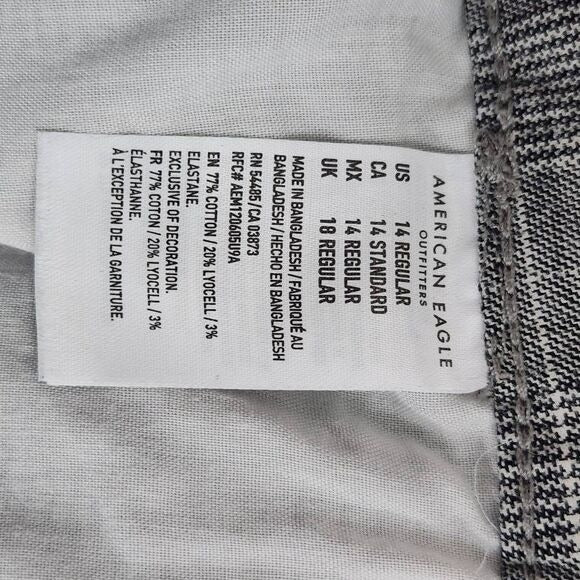 AMERICAN EAGLE
OUTFITTERS
US 14 REGULAR
CA 14 STANDARD
MX 14 REGULAR
UK 18 REGULAR
MADE IN BANGLADESH / FABRIQUÉ AU
BANGLADESH / HECHO EN BANGLADESH
RN 54485 / CA 03873
RFC# AEM120605U9A
EN 77% COTTON / 20% LYOCELL / 3%
ELASTANE.
EXCLUSIVE OF DECORATION.
FR 77% COTON / 20% LYOCELL / 3%
ÉLASTHANNE.
À L'EXCEPTION DE LA GARNITURE.